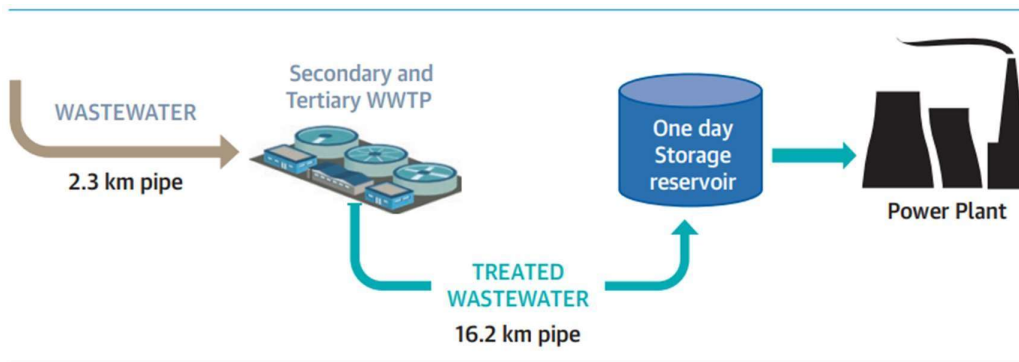 WASTEWATER
2.3 km pipe
Secondary and
Tertiary WWTP
TREATED
WASTEWATER
16.2 km pipe
One day
Storage
reservoir
Power Plant